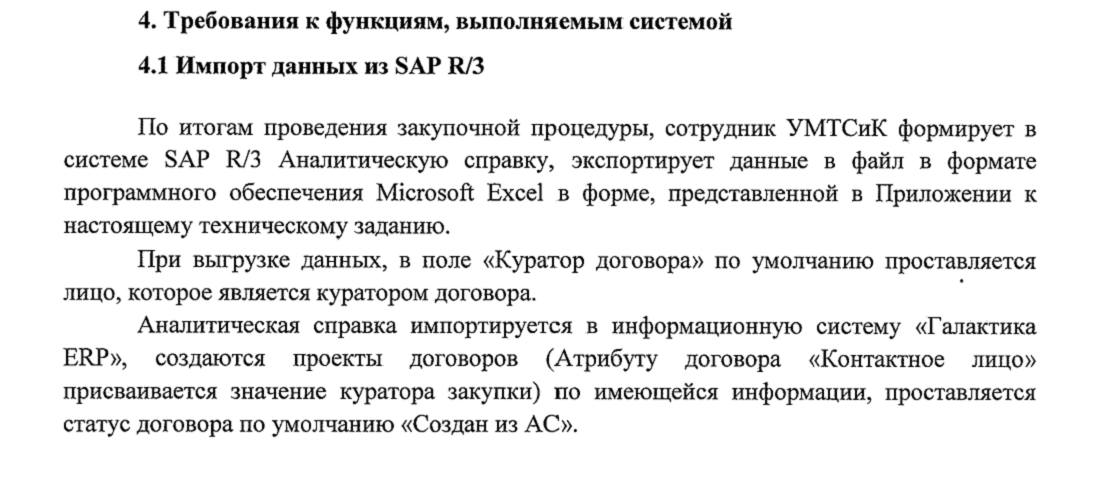 4. Требования к функциям, выполняемым системой
4.1 Импорт данных из SAP R/3
По итогам проведения закупочной процедуры, сотрудник УМТСиК формирует в
системе SAP R/3 Аналитическую справку, экспортирует данные в файл в формате
программного обеспечения Microsoft Excel в форме, представленной в Приложении к
настоящему техническому заданию.
При выгрузке данных, в поле «Куратор договора» по умолчанию проставляется
лицо, которое является куратором договора.
Аналитическая справка импортируется в информационную систему «Галактика
ERP», создаются проекты договоров (Атрибуту договора «Контактное лицо»
присваивается значение куратора закупки) по имеющейся информации, проставляется
статус договора по умолчанию «Создан из АС».